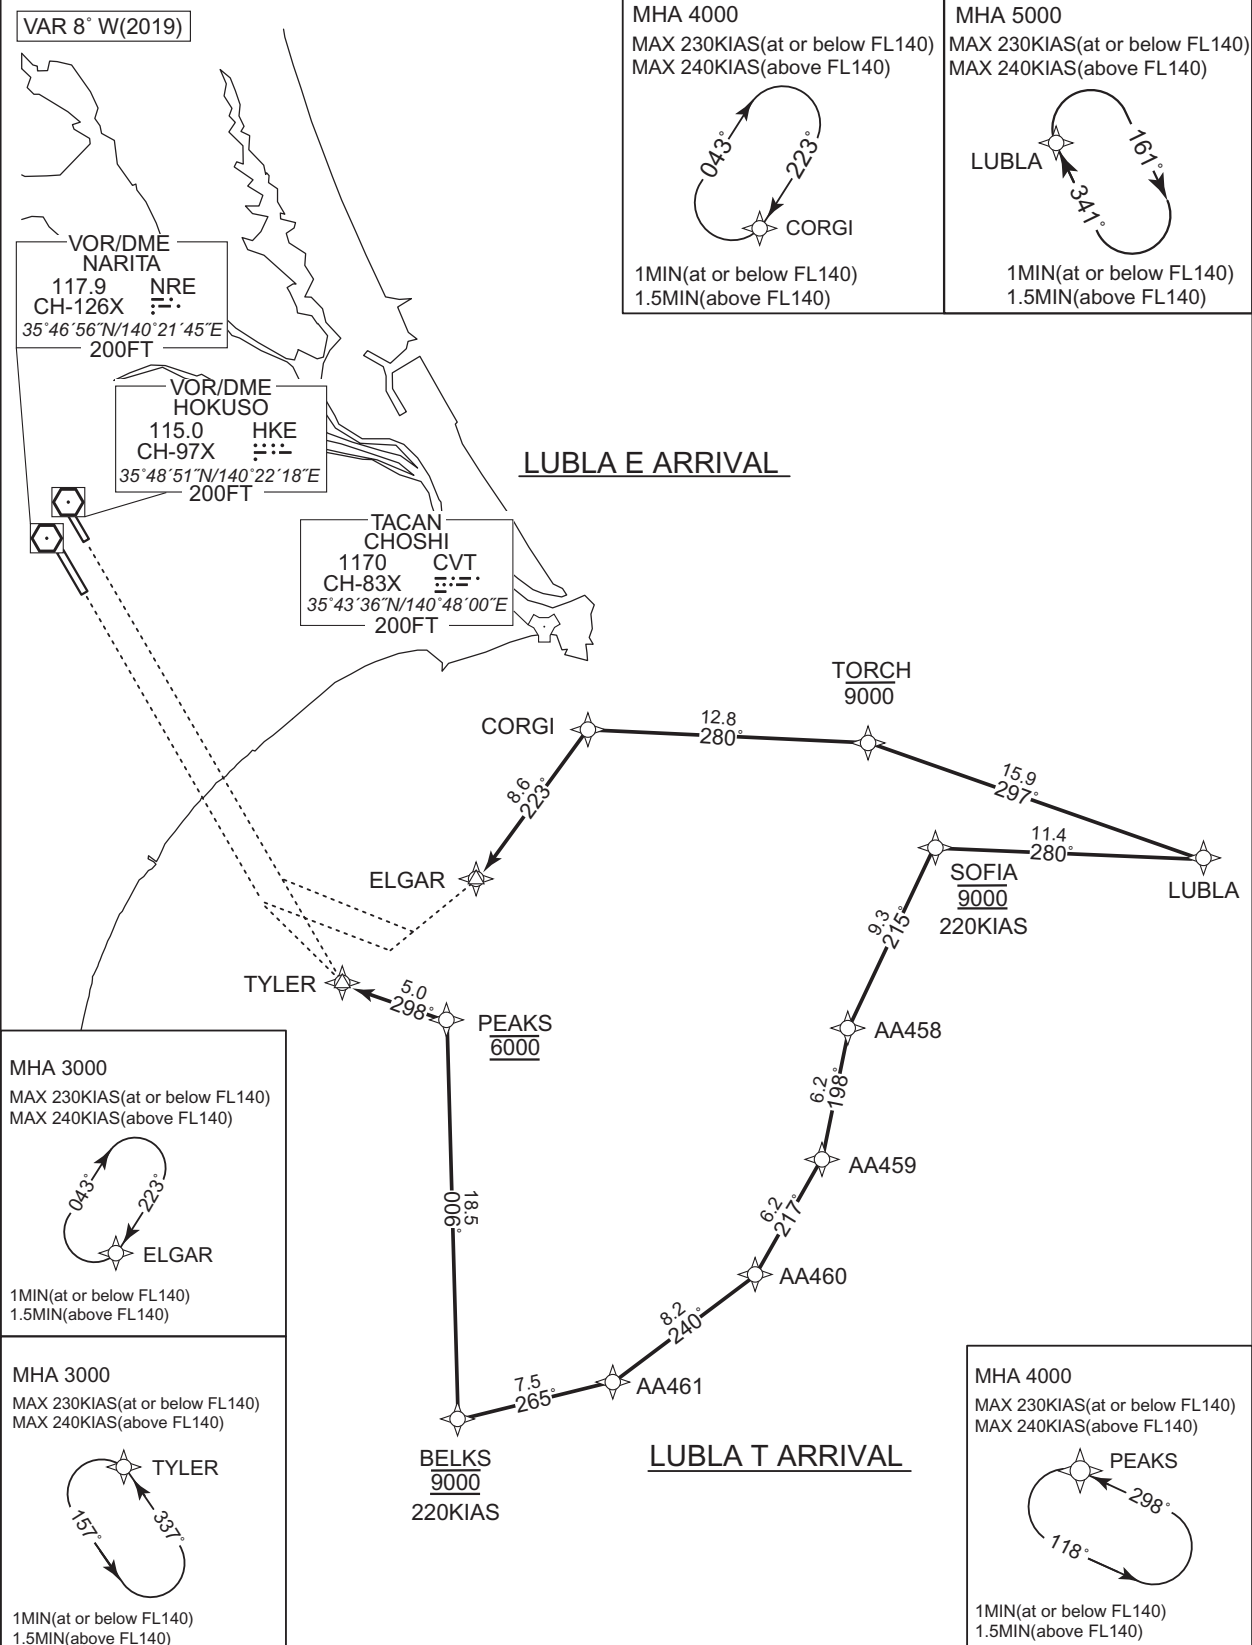 VAR 8° W(2019)
MHA 4000
MAX 230KIAS(at or below FL140)
MAX 240KIAS(above FL140)
043°
223°
CORGI
1MIN(at or below FL140)
1.5MIN(above FL140)
MHA 5000
MAX 230KIAS(at or below FL140)
MAX 240KIAS(above FL140)
LUBLA
161°
341°
1MIN(at or below FL140)
1.5MIN(above FL140)
VOR/DME
NARITA
117.9 NRE
CH-126X
35°46´56˝N/140°21´45˝E
200FT
VOR/DME
HOKUSO
115.0 HKE
CH-97X
35°48´51˝N/140°22´18˝E
200FT
LUBLA E ARRIVAL
TACAN
CHOSHI
1170 CVT
CH-83X
35°43´36˝N/140°48´00˝E
200FT
TORCH
9000
CORGI
12.8
280°
15.9
297°
8.6
223°
11.4
280°
ELGAR
SOFIA
9000
220KIAS
LUBLA
9.3
215°
TYLER
5.0
298°
PEAKS
6000
AA458
6.2
198°
AA459
6.2
217°
18.5
006°
AA460
8.2
240°
7.5
265°
AA461
BELKS
9000
220KIAS
LUBLA T ARRIVAL
MHA 3000
MAX 230KIAS(at or below FL140)
MAX 240KIAS(above FL140)
043°
223°
ELGAR
1MIN(at or below FL140)
1.5MIN(above FL140)
MHA 3000
MAX 230KIAS(at or below FL140)
MAX 240KIAS(above FL140)
TYLER
157°
337°
1MIN(at or below FL140)
1.5MIN(above FL140)
MHA 4000
MAX 230KIAS(at or below FL140)
MAX 240KIAS(above FL140)
PEAKS
298°
118°
1MIN(at or below FL140)
1.5MIN(above FL140)